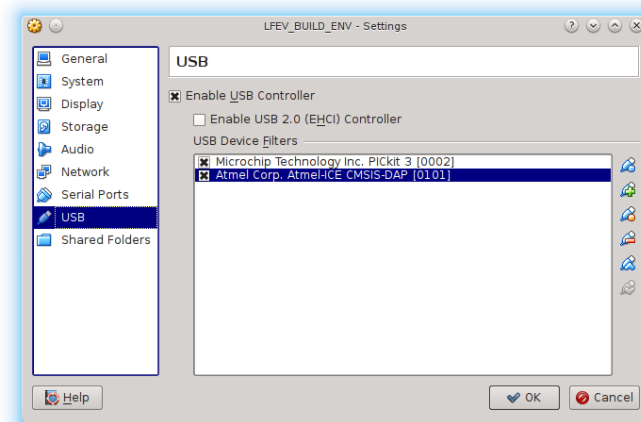 LFEV_BUILD_ENV - Settings
General
System
Display
Storage
Audio
Network
Serial Ports
USB
Shared Folders
USB
Enable USB Controller
Enable USB 2.0 (EHCI) Controller
USB Device Filters
Microchip Technology Inc. PICkit 3 [0002]
Atmel Corp. Atmel-ICE CMSIS-DAP [0101]
Help
OK
Cancel